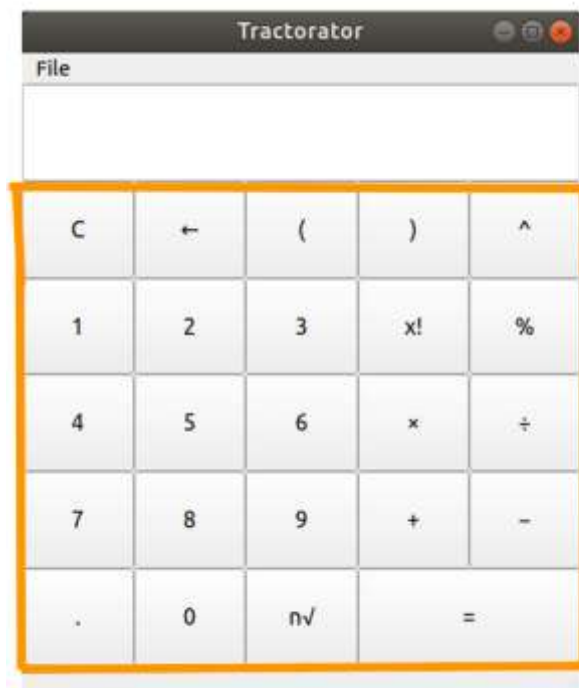 Tractorator
File
C ← ( ) ^
1 2 3 x! %
4 5 6 × ÷
7 8 9 + −
. 0 n√ =